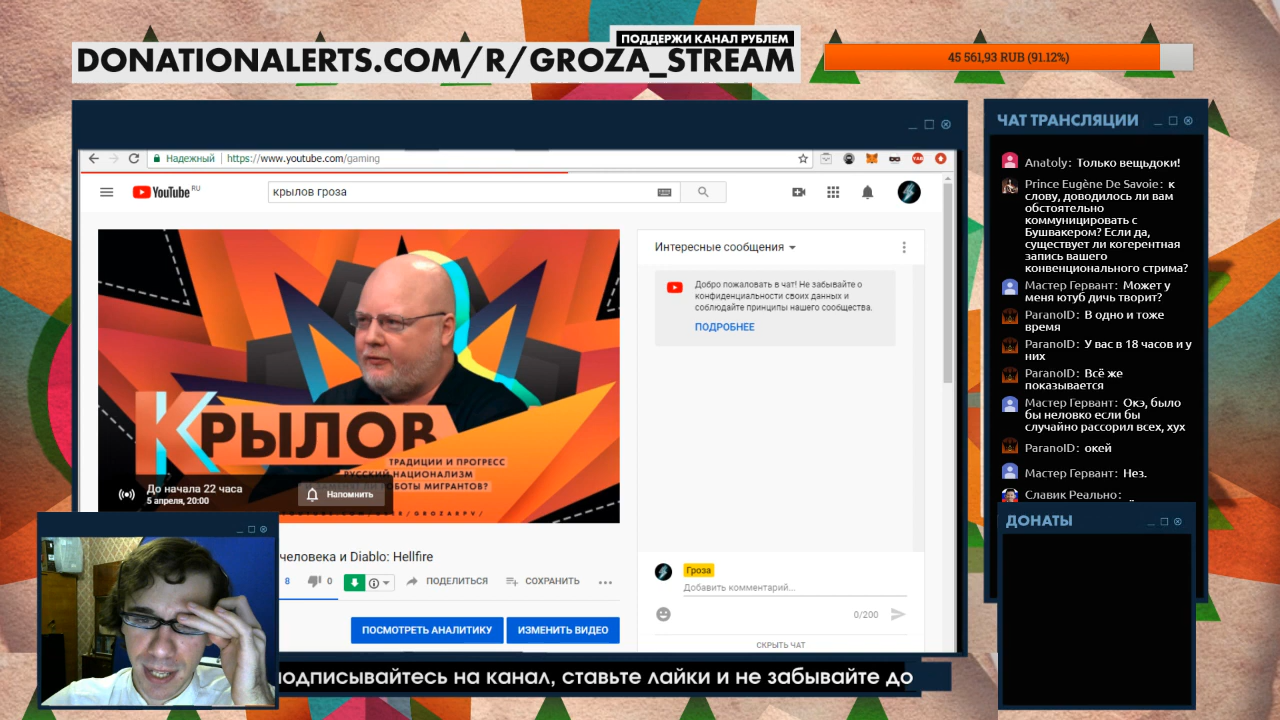 ПОДДЕРЖИ КАНАЛ РУБЛЕМ
DONATIONALERTS.COM/R/GROZA_STREAM
45 561,93 RUB (91.12%)
ЧАТ ТРАНСЛЯЦИИ
Надежный https://www.youtube.com/gaming
YouTube RU
крылов гроза
КРЫЛОВ
ТРАДИЦИИ И ПРОГРЕСС
РУССКИЙ НАЦИОНАЛИЗМ
РОБОТЫ МИГРАНТОВ?
До начала 22 часа
5 апреля, 20:00
Напомнить
человека и Diablo: Hellfire
8 0 ПОДЕЛИТЬСЯ СОХРАНИТЬ
ПОСМОТРЕТЬ АНАЛИТИКУ ИЗМЕНИТЬ ВИДЕО
Интересные сообщения
Добро пожаловать в чат! Не забывайте о
конфиденциальности своих данных и
соблюдайте принципы нашего сообщества.
ПОДРОБНЕЕ
Гроза
Добавить комментарий...
0/200
СКРЫТЬ ЧАТ
Anatoly: Только вещьдоки!
Prince Eugène De Savoie: к
слову, доводилось ли вам
обстоятельно
коммуницировать с
Бушвакером? Если да,
существует ли когерентная
запись вашего
конвенционального стрима?
Мастер Гервант: Может у
меня ютуб дичь творит?
ParanoID: В одно и тоже
время
ParanoID: У вас в 18 часов и у
них
ParanoID: Всё же
показывается
Мастер Гервант: Окэ, было
бы неловко если бы
случайно рассорил всех, хух
ParanoID: окей
Мастер Гервант: Нез.
Славик Реально:
ДОНАТЫ
подписывайтесь на канал, ставьте лайки и не забывайте до